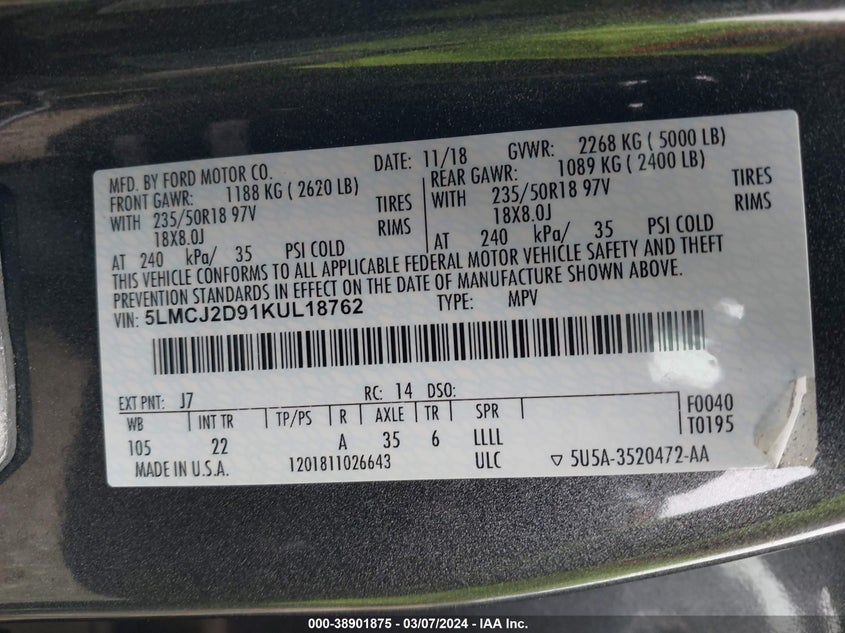 MFD. BY FORD MOTOR CO. DATE: 11/18 GVWR: 2268 KG ( 5000 LB)
FRONT GAWR: 1188 KG ( 2620 LB) REAR GAWR: 1089 KG ( 2400 LB)
WITH 235/50R18 97V TIRES WITH 235/50R18 97V TIRES
18X8.0J RIMS 18X8.0J RIMS
AT 240 kPa/ 35 PSI COLD AT 240 kPa/ 35 PSI COLD
THIS VEHICLE CONFORMS TO ALL APPLICABLE FEDERAL MOTOR VEHICLE SAFETY AND THEFT
PREVENTION STANDARDS IN EFFECT ON THE DATE OF MANUFACTURE SHOWN ABOVE.
VIN: 5LMCJ2D91KUL18762 TYPE: MPV
EXT PNT: J7 RC: 14 DSO:
WB INT TR TP/PS R AXLE TR SPR F0040
105 22 A 35 6 LLLL T0195
MADE IN U.S.A. 1201811026643 ULC ▽ 5U5A-3520472-AA
000-38901875 - 03/07/2024 - IAA Inc.